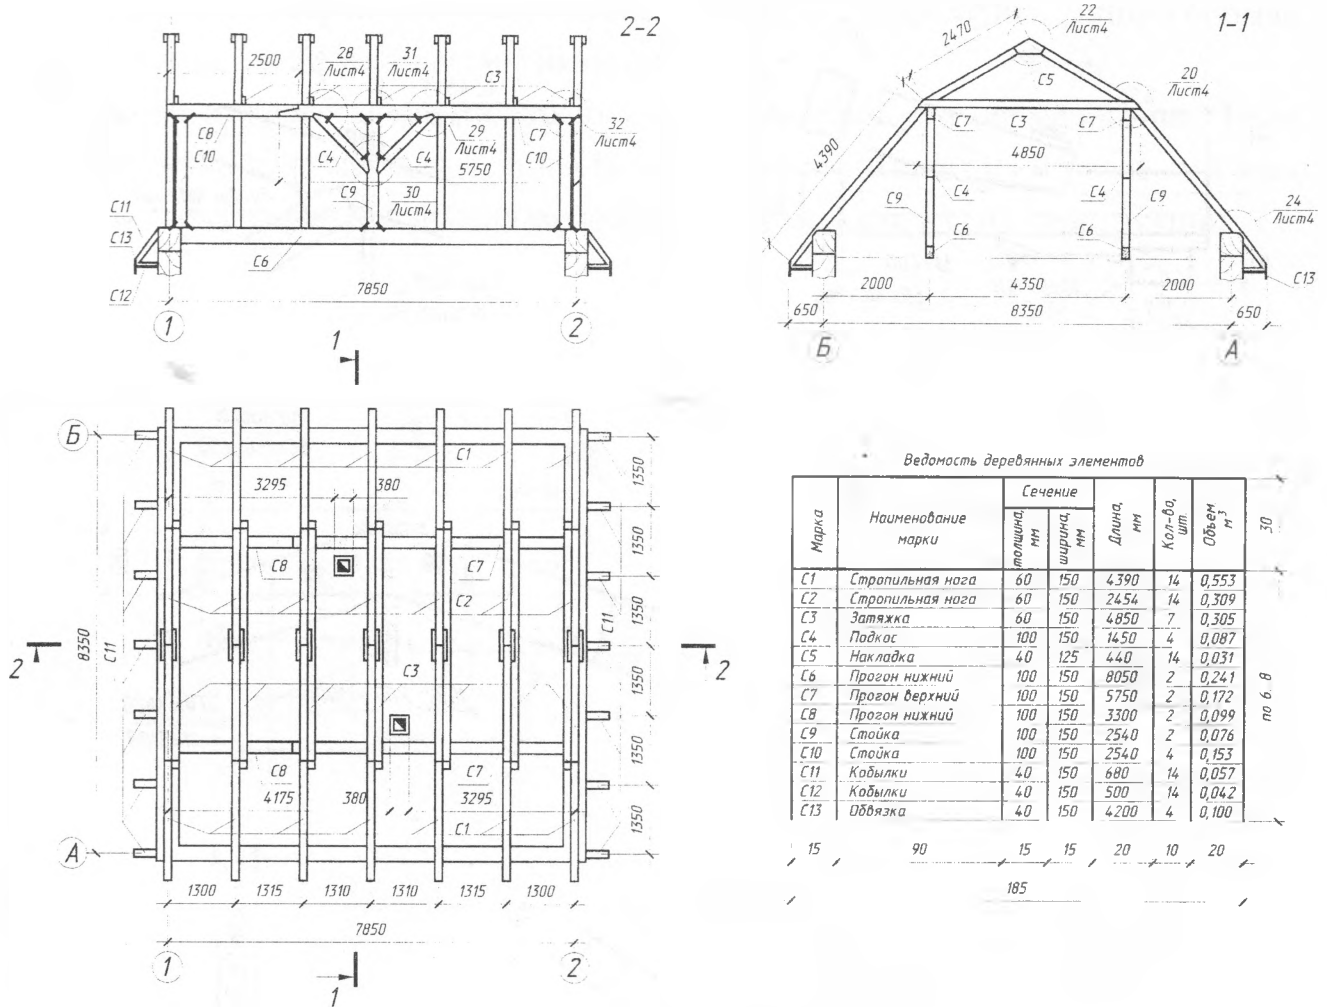 2-2
2500
28
Лист4
31
Лист4
С3
С8
С10
С4
С4
29
Лист4
5750
С7
С10
32
Лист4
С9
30
Лист4
С11
С13
С12
С6
7850
1
2
1
1-1
22
Лист4
2470
С5
20
Лист4
4390
С7
С3
С7
4850
С4
С4
С9
С9
24
Лист4
С6
С6
С13
2000
4350
2000
650
8350
650
Б
А
Б
С1
3295
380
1350
1350
С8
С7
1350
С2
8350
С11
С11
2
2
С3
1350
1350
С8
С7
4175
380
3295
1350
С1
А
1300
1315
1310
1310
1315
1300
7850
1
2
1
Ведомость деревянных элементов
Марка
Наименование марки
Сечение
толщина, мм
ширина, мм
Длина, мм
Кол-во, шт.
Объем м³
30
С1 Стропильная нога 60 150 4390 14 0,553
С2 Стропильная нога 60 150 2454 14 0,309
С3 Затяжка 60 150 4850 7 0,305
С4 Подкос 100 150 1450 4 0,087
С5 Накладка 40 125 440 14 0,031
С6 Прогон нижний 100 150 8050 2 0,241
С7 Прогон верхний 100 150 5750 2 0,172
С8 Прогон нижний 100 150 3300 2 0,099
С9 Стойка 100 150 2540 2 0,076
С10 Стойка 100 150 2540 4 0,153
С11 Кобылки 40 150 680 14 0,057
С12 Кобылки 40 150 500 14 0,042
С13 Обвязка 40 150 4200 4 0,100
по 6..8
15 90 15 15 20 10 20
185